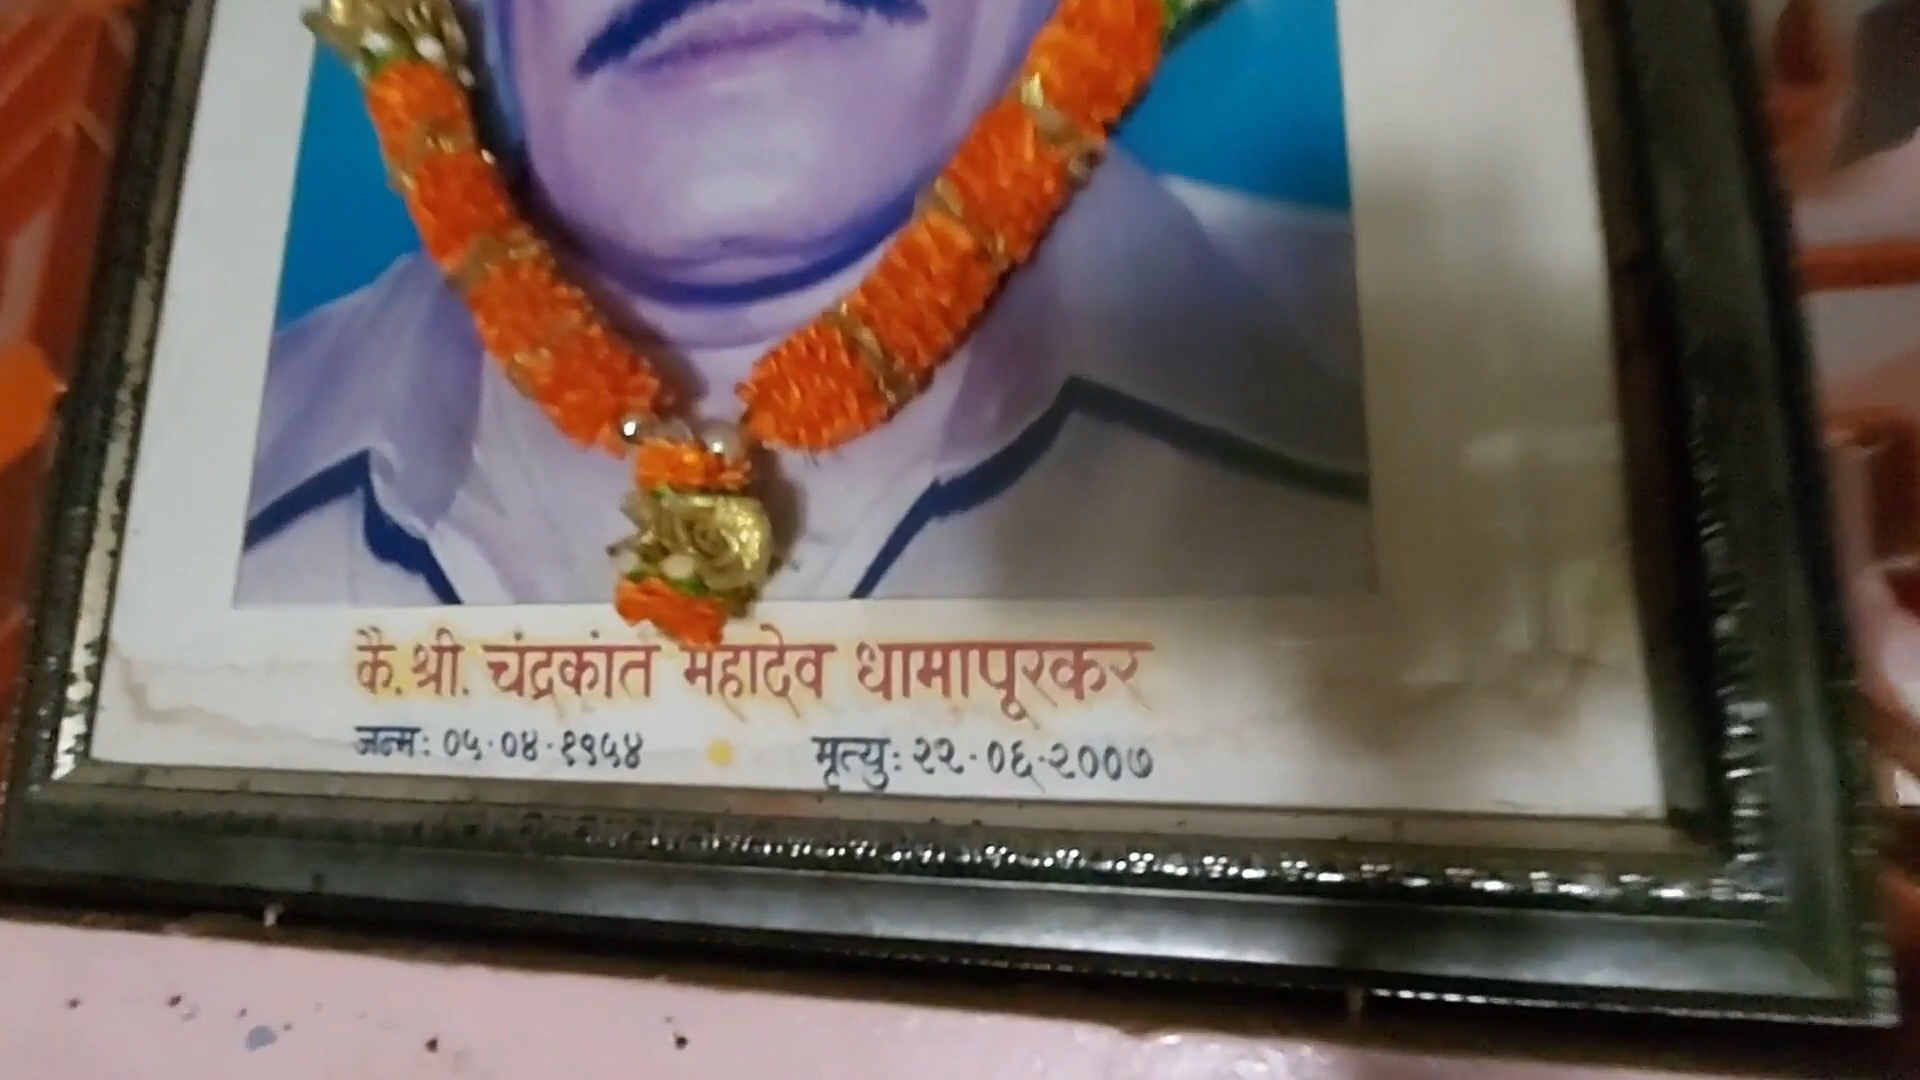 कै. श्री. चंद्रकांत महादेव धामापूरकर
जन्म: ०५.०४.१९५४ मृत्यु: २२.०६.२००७